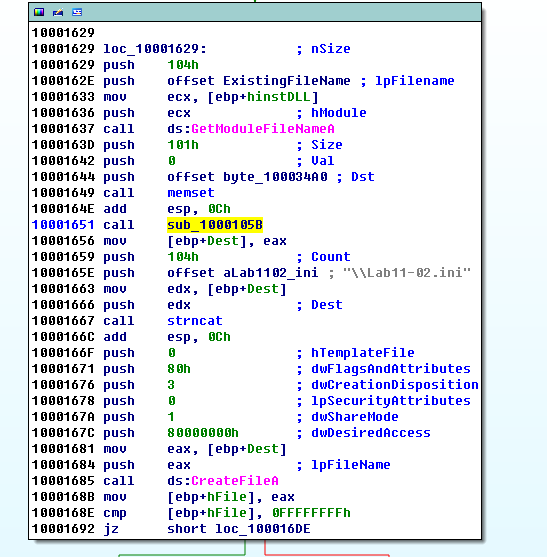 10001629
10001629 loc_10001629: ; nSize
10001629 push 104h
1000162E push offset ExistingFileName ; lpFilename
10001633 mov ecx, [ebp+hinstDLL]
10001636 push ecx ; hModule
10001637 call ds:GetModuleFileNameA
1000163D push 101h ; Size
10001642 push 0 ; Val
10001644 push offset byte_100034A0 ; Dst
10001649 call memset
1000164E add esp, 0Ch
10001651 call sub_1000105B
10001656 mov [ebp+Dest], eax
10001659 push 104h ; Count
1000165E push offset aLab1102_ini ; "\\Lab11-02.ini"
10001663 mov edx, [ebp+Dest]
10001666 push edx ; Dest
10001667 call strncat
1000166C add esp, 0Ch
1000166F push 0 ; hTemplateFile
10001671 push 80h ; dwFlagsAndAttributes
10001676 push 3 ; dwCreationDisposition
10001678 push 0 ; lpSecurityAttributes
1000167A push 1 ; dwShareMode
1000167C push 80000000h ; dwDesiredAccess
10001681 mov eax, [ebp+Dest]
10001684 push eax ; lpFileName
10001685 call ds:CreateFileA
1000168B mov [ebp+hFile], eax
1000168E cmp [ebp+hFile], 0FFFFFFFFh
10001692 jz short loc_100016DE